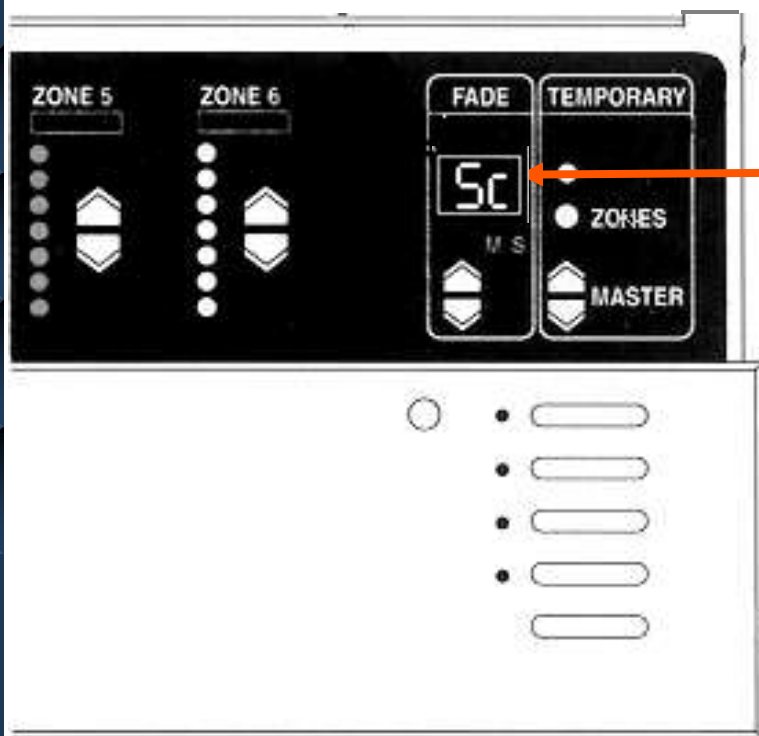 ZONE 5
ZONE 6
FADE
TEMPORARY
Sc
ZONES
M S
MASTER